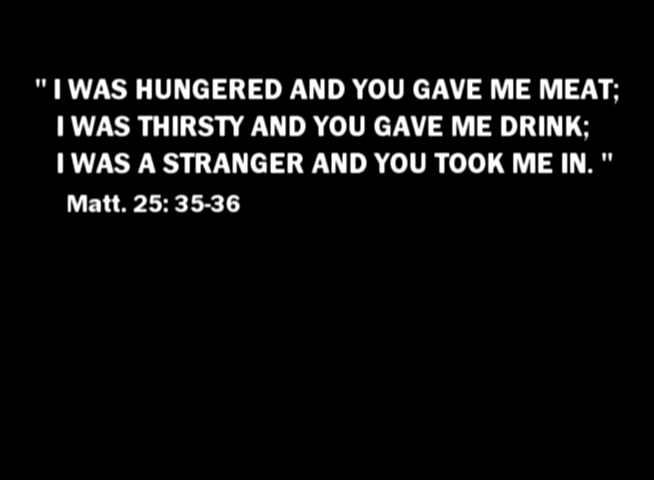 " I WAS HUNGERED AND YOU GAVE ME MEAT;
I WAS THIRSTY AND YOU GAVE ME DRINK;
I WAS A STRANGER AND YOU TOOK ME IN. "
Matt. 25: 35-36